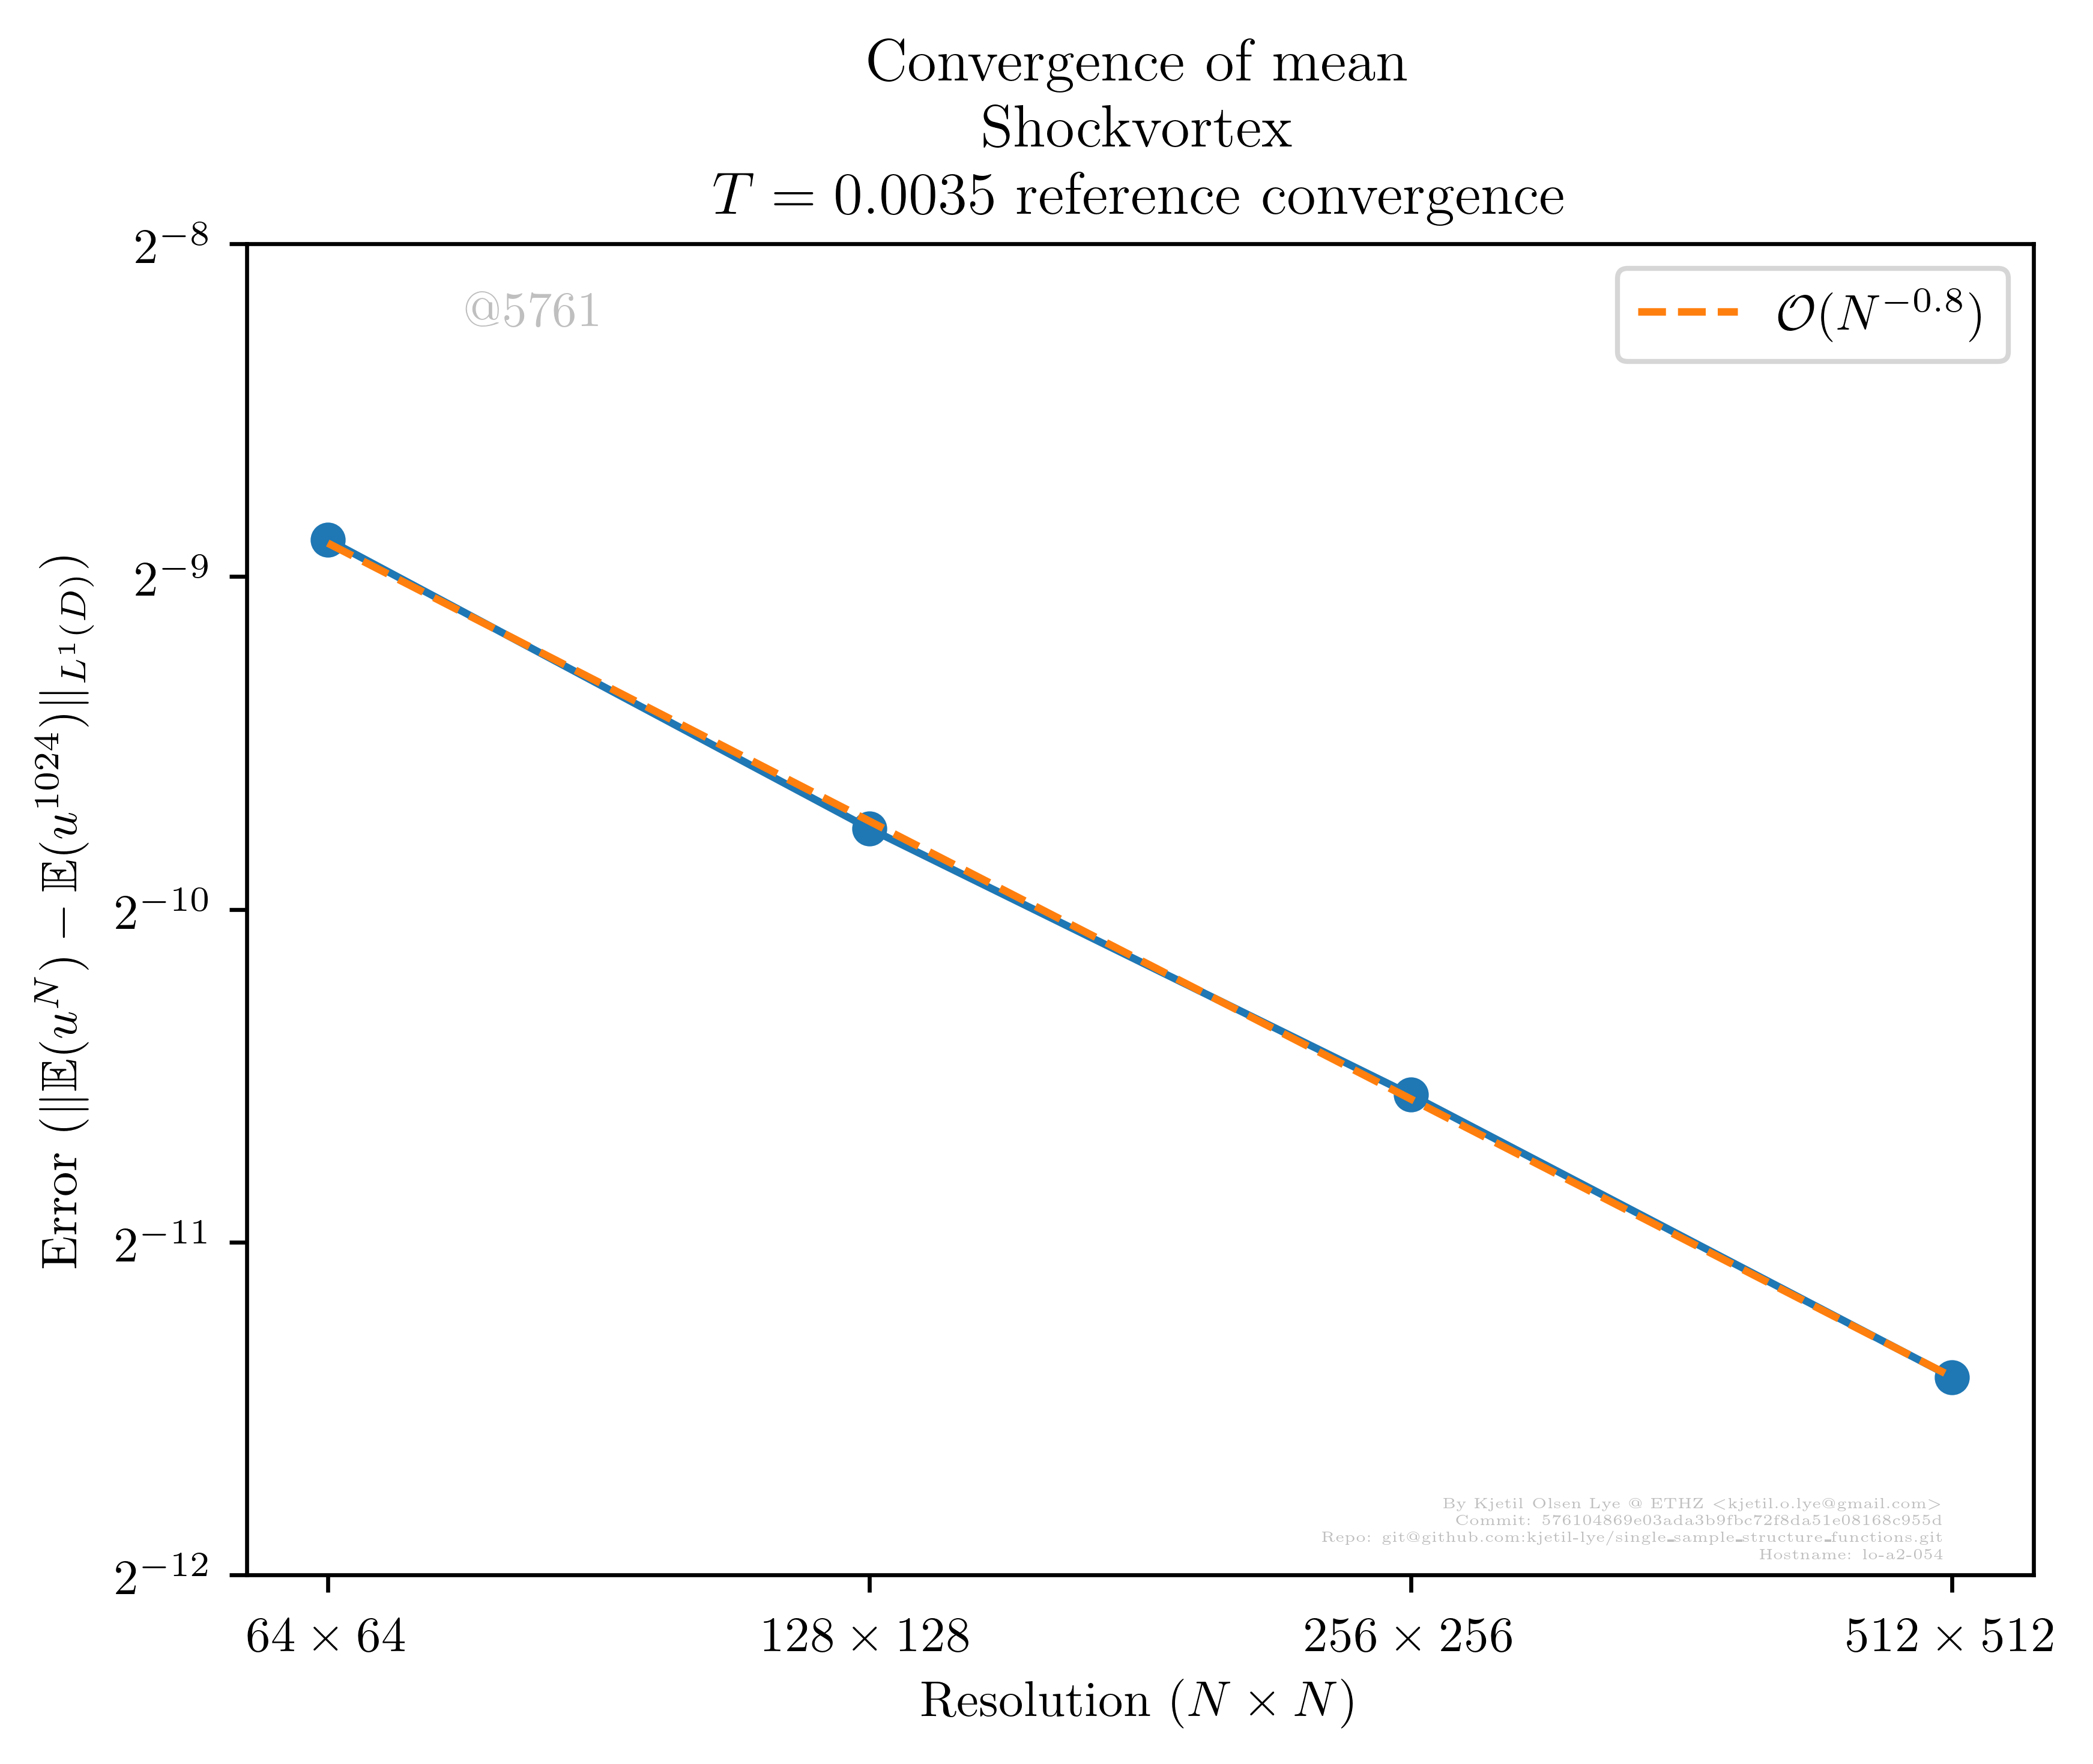 Convergence of mean
Shockvortex
T = 0.0035 reference convergence
2^{-8}
@5761
𝒪(N^{-0.8})
2^{-9}
2^{-10}
2^{-11}
2^{-12}
Error (||𝔼(u^N) − 𝔼(u^{1024})||_{L^1(D)})
By Kjetil Olsen Lye @ ETHZ <kjetil.o.lye@gmail.com>
Commit: 576104869e03ada3b9fbc72f8da51e08168c955d
Repo: git@github.com:kjetil-lye/single_sample_structure_functions.git
Hostname: lo-a2-054
64 × 64 128 × 128 256 × 256 512 × 512
Resolution (N × N)